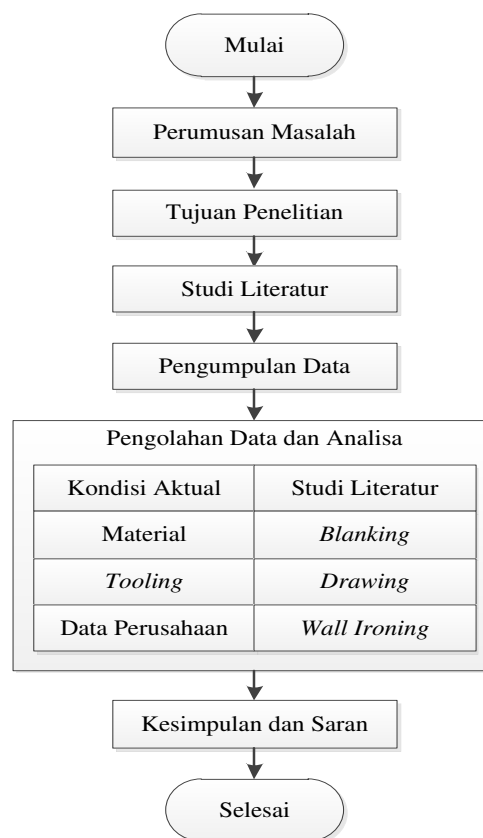 Mulai
Perumusan Masalah
Tujuan Penelitian
Studi Literatur
Pengumpulan Data
Pengolahan Data dan Analisa
Kondisi Aktual Studi Literatur
Material Blanking
Tooling Drawing
Data Perusahaan Wall Ironing
Kesimpulan dan Saran
Selesai